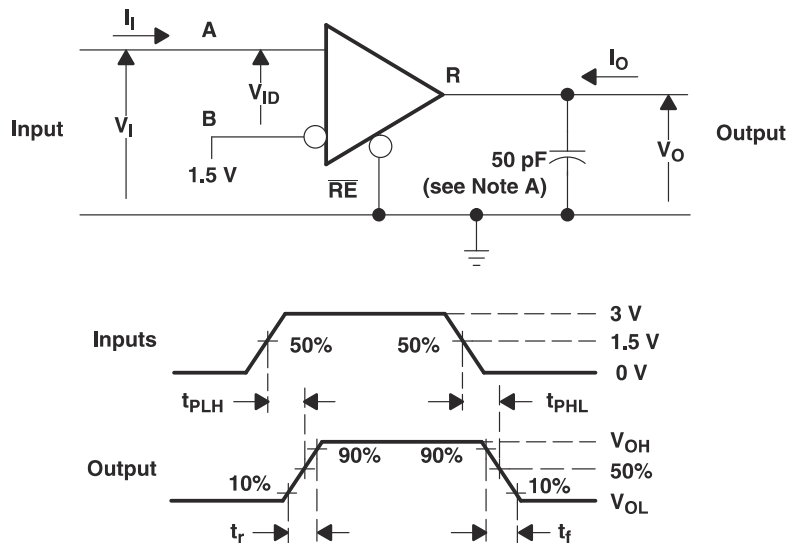 I_I
A
R
I_O
V_ID
Input
V_I
B
1.5 V
RE
50 pF
(see Note A)
V_O
Output
3 V
Inputs
50%
50%
1.5 V
0 V
t_PLH
t_PHL
V_OH
90%
90%
Output
50%
10%
10%
V_OL
t_r
t_f